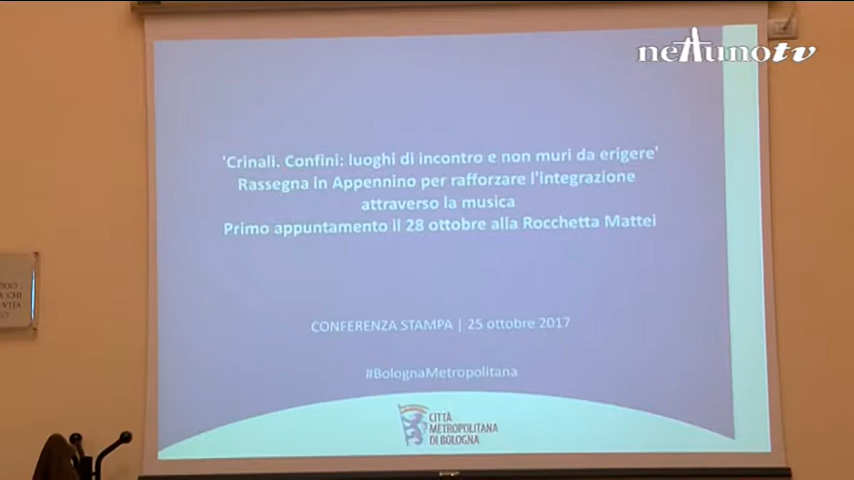 nettunotv
'Crinali. Confini: luoghi di incontro e non muri da erigere'
Rassegna in Appennino per rafforzare l'integrazione
attraverso la musica
Primo appuntamento il 28 ottobre alla Rocchetta Mattei
CONFERENZA STAMPA | 25 ottobre 2017
#BolognaMetropolitana
CITTÀ
METROPOLITANA
DI BOLOGNA